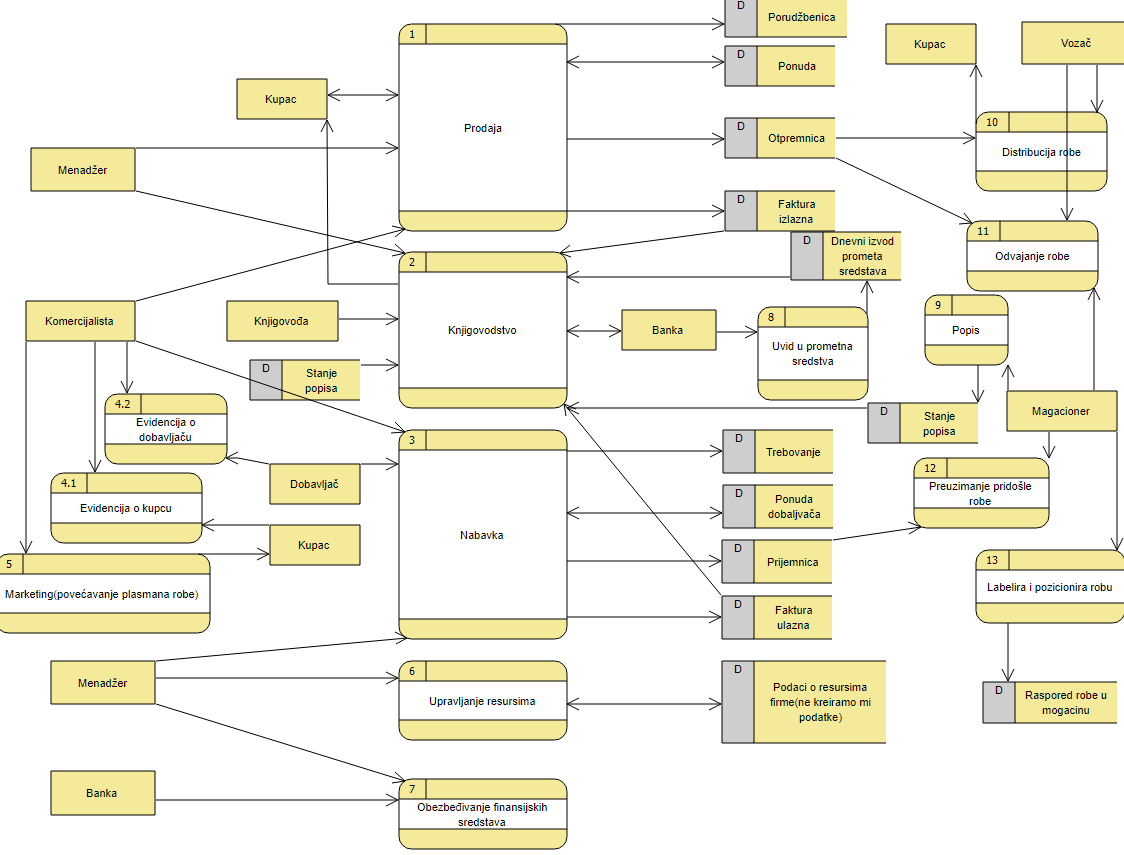 D
Porudžbenica
1
Kupac
Vozač
D
Ponuda
Kupac
10
D
Otpremnica
Prodaja
Distribucija robe
Menadžer
D
Faktura
izlazna
11
D
Dnevni izvod
prometa
sredstava
Odvajanje robe
2
9
Komercijalista
Knjigovođa
Knjigovodstvo
Banka
8
Uvid u prometna
sredstva
Popis
D
Stanje
popisa
4.2
Evidencija o
dobavljaču
D
Stanje
popisa
Magacioner
3
D
Trebovanje
12
Preuzimanje pridošle
robe
4.1
Evidencija o kupcu
Dobavljač
D
Ponuda
dobaljvača
Nabavka
Kupac
D
Prijemnica
5
Marketing(povećavanje plasmana robe)
13
Labelira i pozicionira robu
D
Faktura
ulazna
Menadžer
6
Upravljanje resursima
D
Podaci o resursima
firme(ne kreiramo mi
podatke)
D
Raspored robe u
mogacinu
Banka
7
Obezbeđivanje finansijskih
sredstava